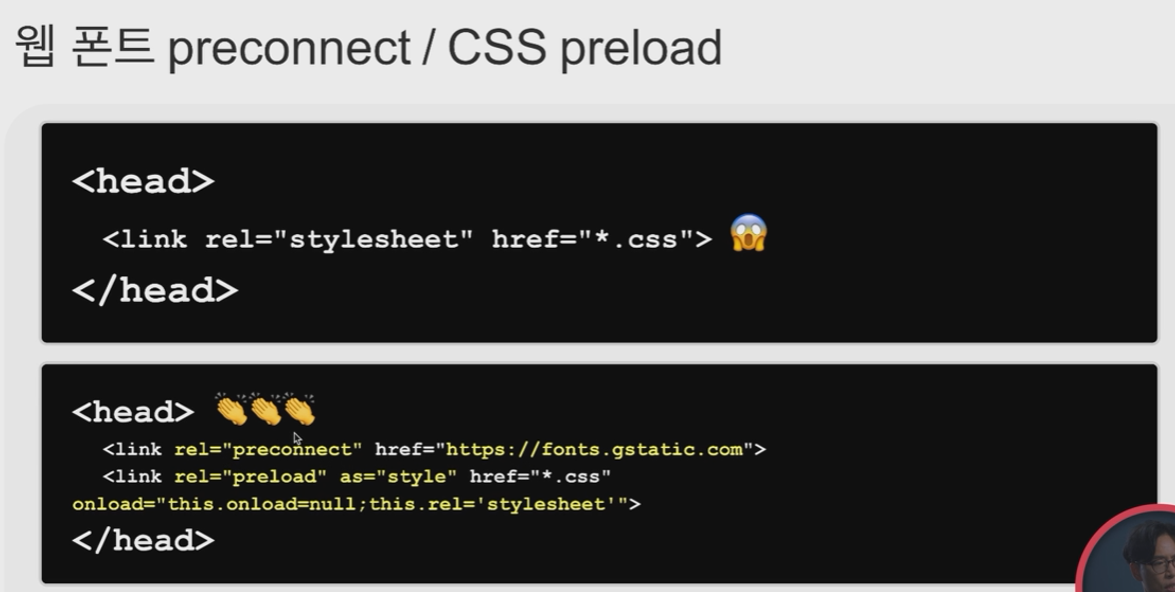 웹 폰트 preconnect / CSS preload
<head>
<link rel="stylesheet" href="*.css"> 😱
</head>
<head> 👏👏👏
<link rel="preconnect" href="https://fonts.gstatic.com">
<link rel="preload" as="style" href="*.css"
onload="this.onload=null;this.rel='stylesheet'">
</head>